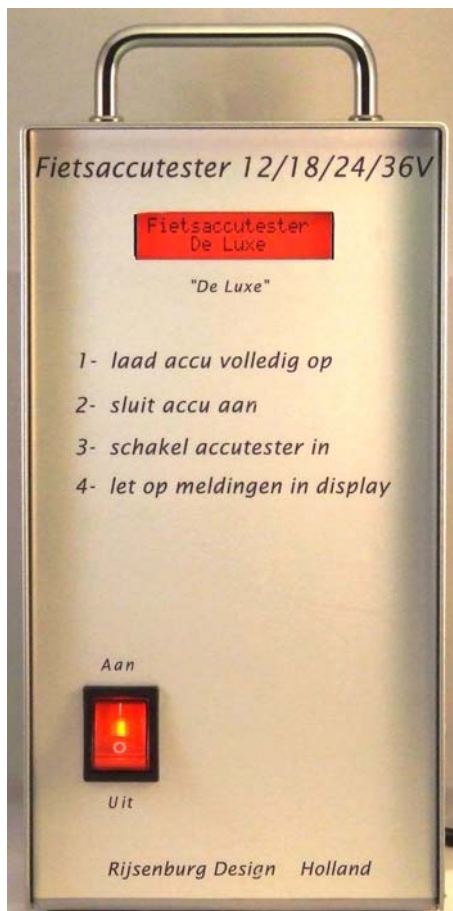 Fietsaccutester 12/18/24/36V
Fietsaccutester
De Luxe
"De Luxe"
1- laad accu volledig op
2- sluit accu aan
3- schakel accutester in
4- let op meldingen in display
Aan
Uit
Rijsenburg Design Holland